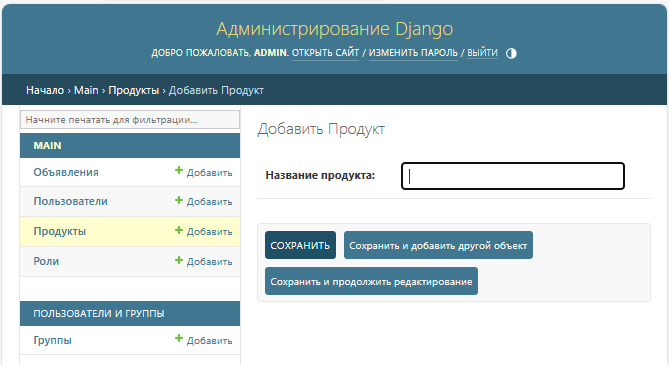 Администрирование Django
ДОБРО ПОЖАЛОВАТЬ, ADMIN. ОТКРЫТЬ САЙТ / ИЗМЕНИТЬ ПАРОЛЬ / ВЫЙТИ
Начало › Main › Продукты › Добавить Продукт
Начните печатать для фильтрации...
MAIN
Объявления + Добавить
Пользователи + Добавить
Продукты + Добавить
Роли + Добавить
ПОЛЬЗОВАТЕЛИ И ГРУППЫ
Группы + Добавить
Добавить Продукт
Название продукта:
СОХРАНИТЬ Сохранить и добавить другой объект
Сохранить и продолжить редактирование